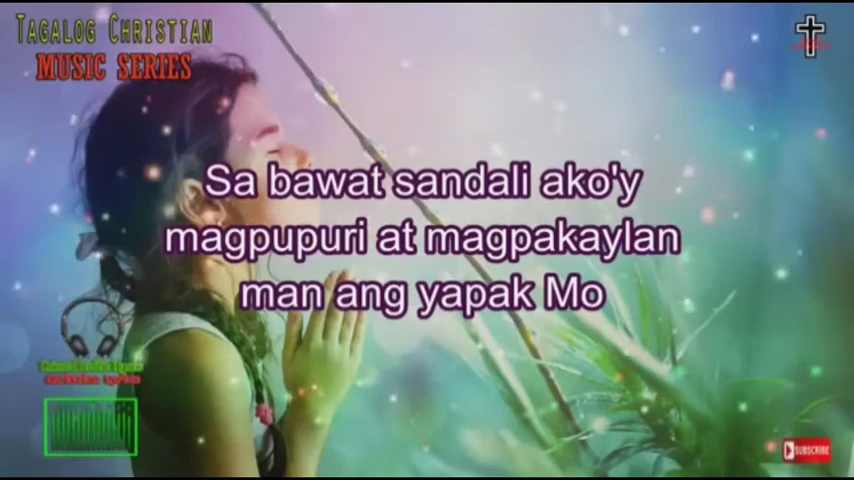 TAGALOG CHRISTIAN
MUSIC SERIES
Sa bawat sandali ako'y
magpupuri at magpakaylan
man ang yapak Mo
SUBSCRIBE